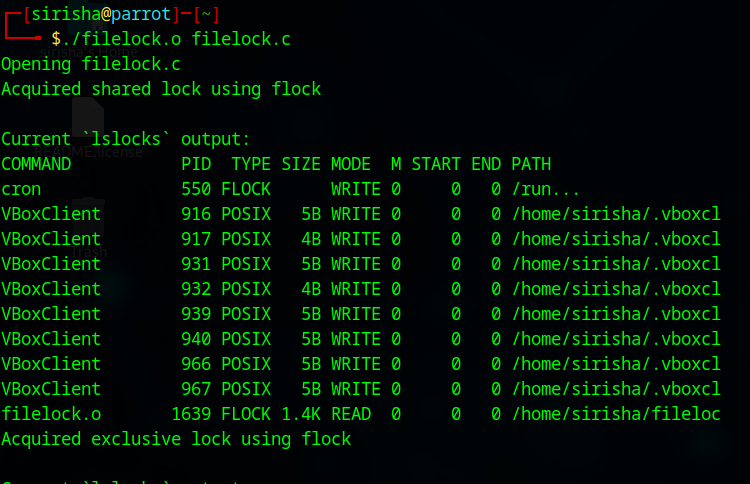 ┌─[sirisha@parrot]─[~]
└──╼ $./filelock.o filelock.c
Opening filelock.c
Acquired shared lock using flock
Current `lslocks` output:
COMMAND           PID  TYPE SIZE MODE  M START END PATH
cron              550 FLOCK      WRITE 0     0   0 /run...
VBoxClient        916 POSIX   5B WRITE 0     0   0 /home/sirisha/.vboxcl
VBoxClient        917 POSIX   4B WRITE 0     0   0 /home/sirisha/.vboxcl
VBoxClient        931 POSIX   5B WRITE 0     0   0 /home/sirisha/.vboxcl
VBoxClient        932 POSIX   4B WRITE 0     0   0 /home/sirisha/.vboxcl
VBoxClient        939 POSIX   5B WRITE 0     0   0 /home/sirisha/.vboxcl
VBoxClient        940 POSIX   5B WRITE 0     0   0 /home/sirisha/.vboxcl
VBoxClient        966 POSIX   5B WRITE 0     0   0 /home/sirisha/.vboxcl
VBoxClient        967 POSIX   5B WRITE 0     0   0 /home/sirisha/.vboxcl
filelock.o       1639 FLOCK 1.4K READ  0     0   0 /home/sirisha/fileloc
Acquired exclusive lock using flock